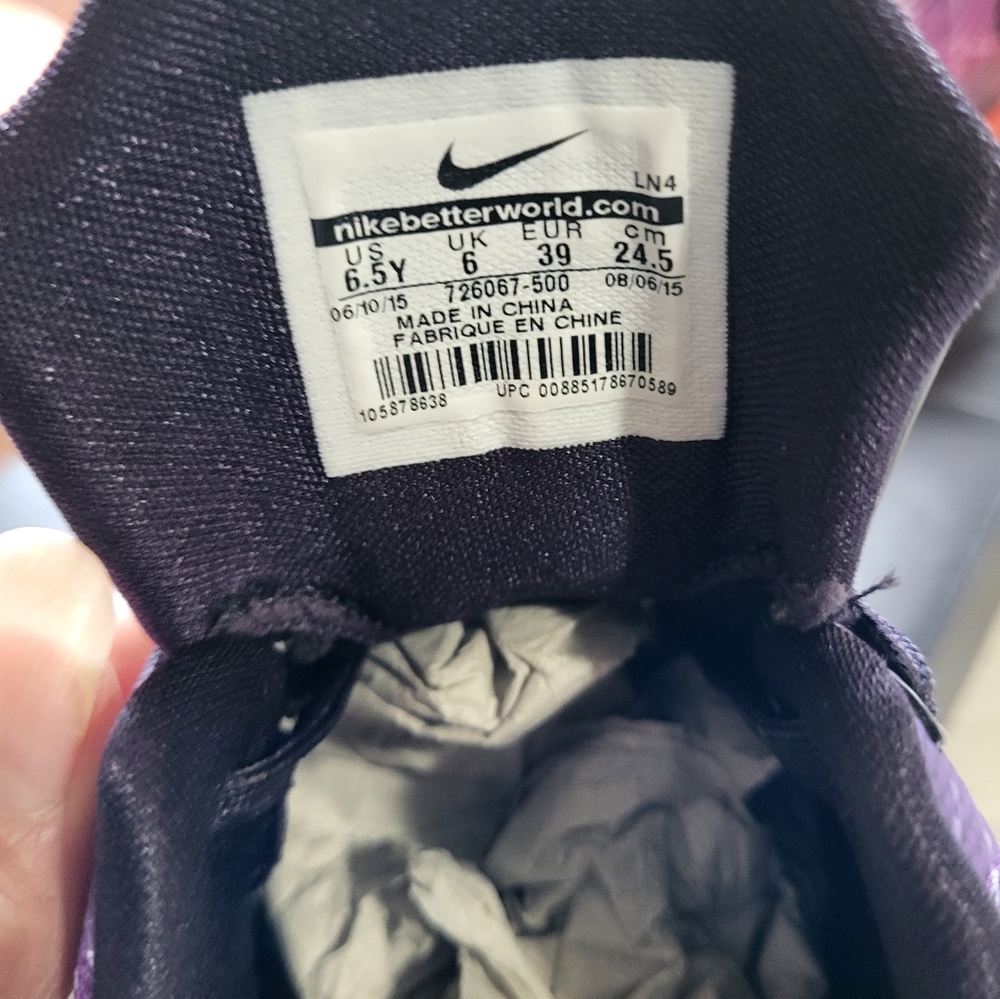 LN4
nikebetterworld.com
US UK EUR cm
6.5Y 6 39 24.5
06/10/15 726067-500 08/06/15
MADE IN CHINA
FABRIQUE EN CHINE
105878638 UPC 00885178670589